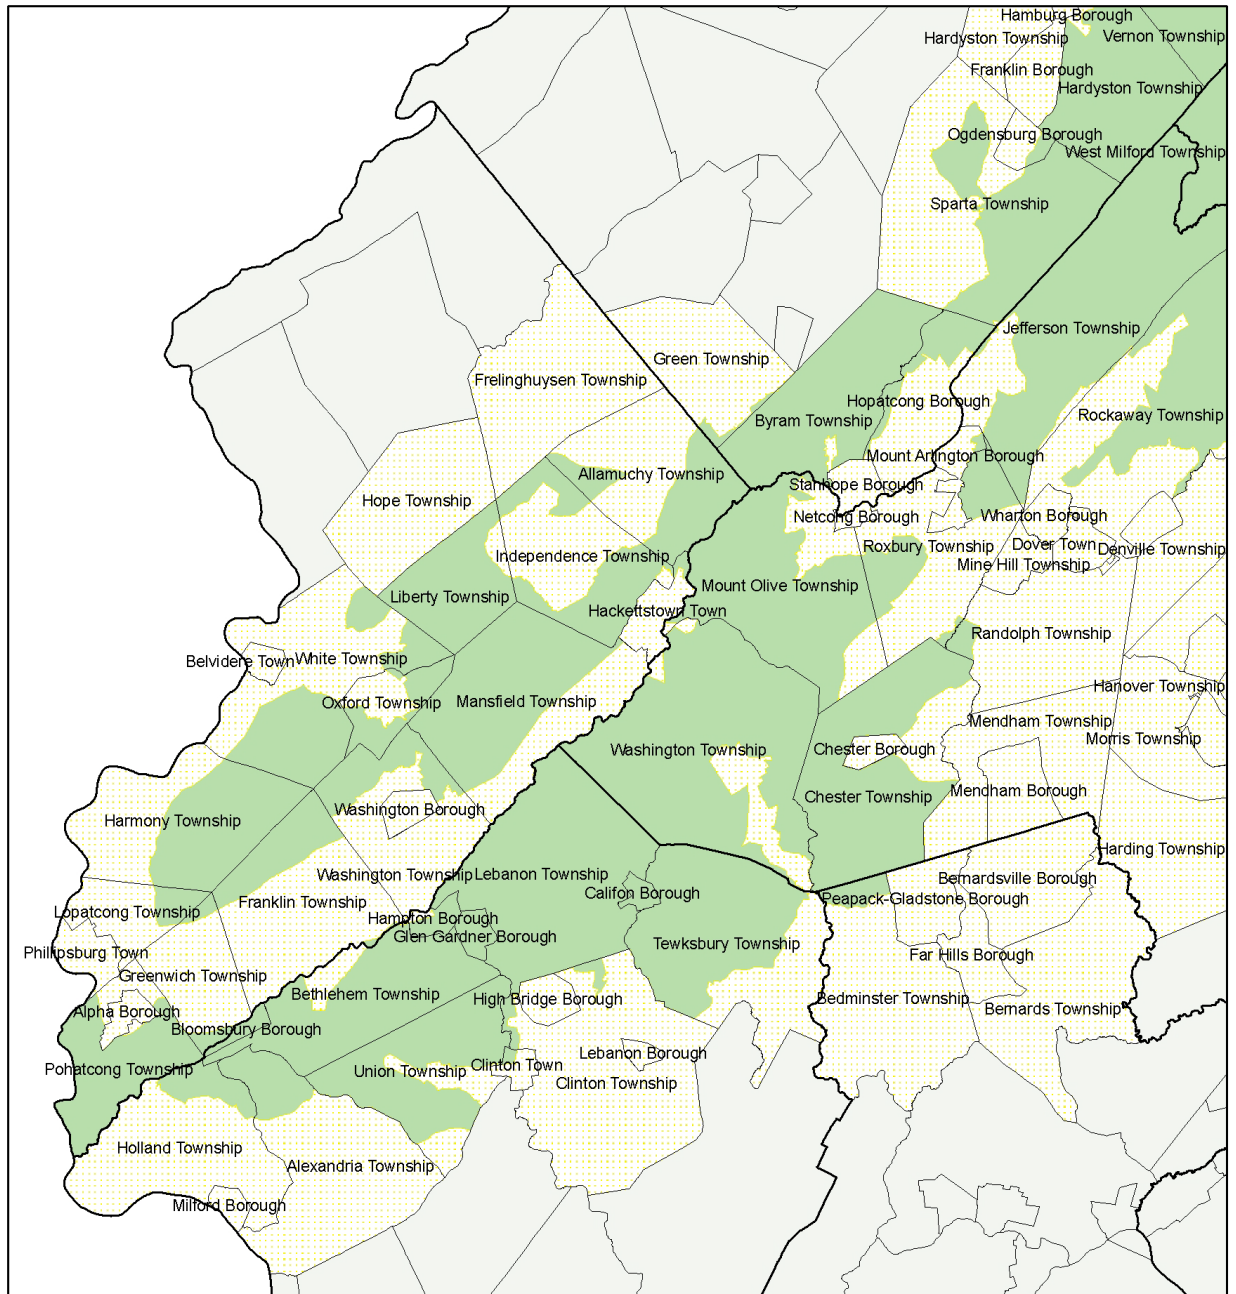 Hamburg Borough
Hardyston Township
Vernon Township
Franklin Borough
Hardyston Township
Ogdensburg Borough
West Milford Township
Sparta Township
Jefferson Township
Green Township
Frelinghuysen Township
Hopatcong Borough
Byram Township
Rockaway Township
Mount Arlington Borough
Allamuchy Township
Stanhope Borough
Hope Township
Netcong Borough
Wharton Borough
Roxbury Township
Dover Town
Denville Township
Independence Township
Mine Hill Township
Mount Olive Township
Liberty Township
Hackettstown Town
Randolph Township
Belvidere Town
White Township
Hanover Township
Oxford Township
Mansfield Township
Mendham Township
Morris Township
Washington Township
Chester Borough
Mendham Borough
Chester Township
Washington Borough
Harmony Township
Harding Township
Washington Township
Lebanon Township
Bernardsville Borough
Califon Borough
Peapack-Gladstone Borough
Franklin Township
Lopatcong Township
Hampton Borough
Glen Gardner Borough
Tewksbury Township
Phillipsburg Town
Far Hills Borough
Greenwich Township
Bethlehem Township
High Bridge Borough
Bedminster Township
Alpha Borough
Bernards Township
Bloomsbury Borough
Lebanon Borough
Pohatcong Township
Union Township
Clinton Town
Clinton Township
Holland Township
Alexandria Township
Milford Borough